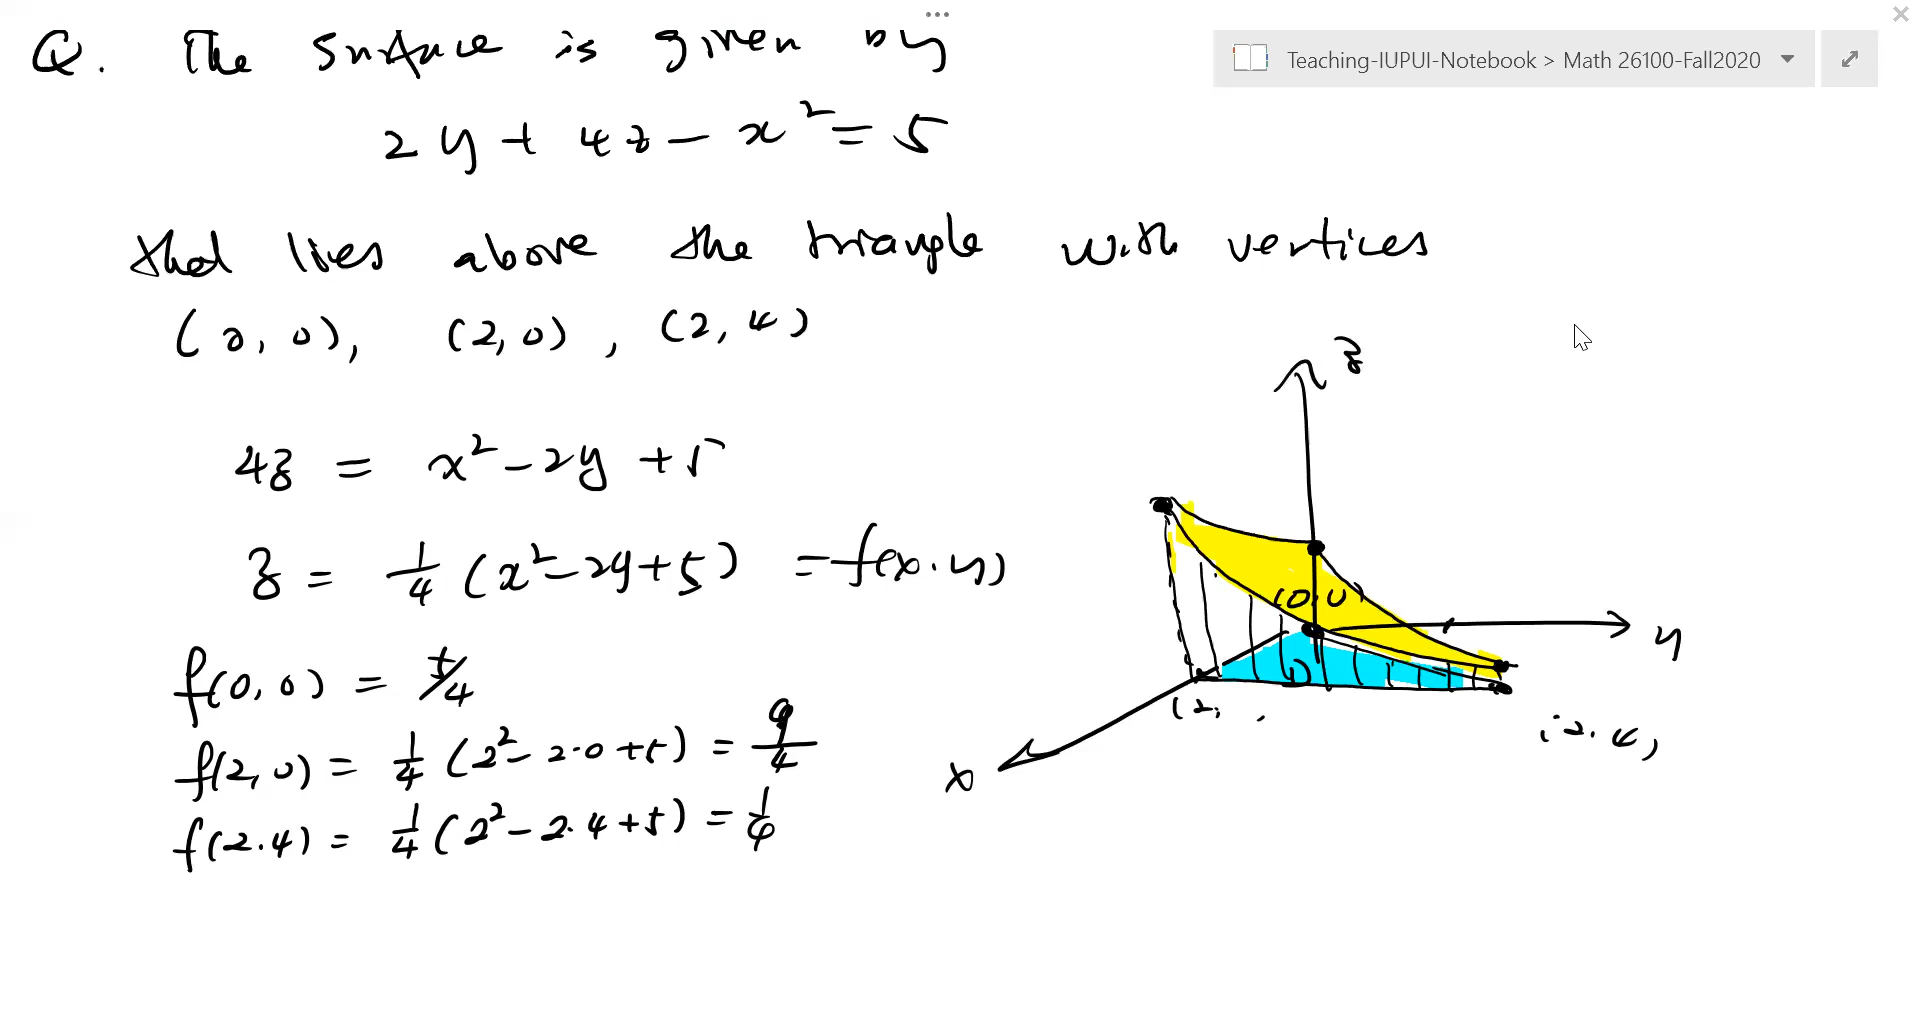 Q. The surface is given by
Teaching-IUPUI-Notebook > Math 26100-Fall2020
2y + 4z - x² = 5
that lies above the triangle with vertices
(0, 0), (2, 0), (2, 4)
4z = x² - 2y + 5
z = 1/4 (x² - 2y + 5) = f(x, y)
f(0, 0) = 5/4
f(2, 0) = 1/4 (2² - 2·0 + 5) = 9/4
f(2, 4) = 1/4 (2² - 2·4 + 5) = 1/4
z
(0, 0)
y
D
(2,
(2, 4)
x